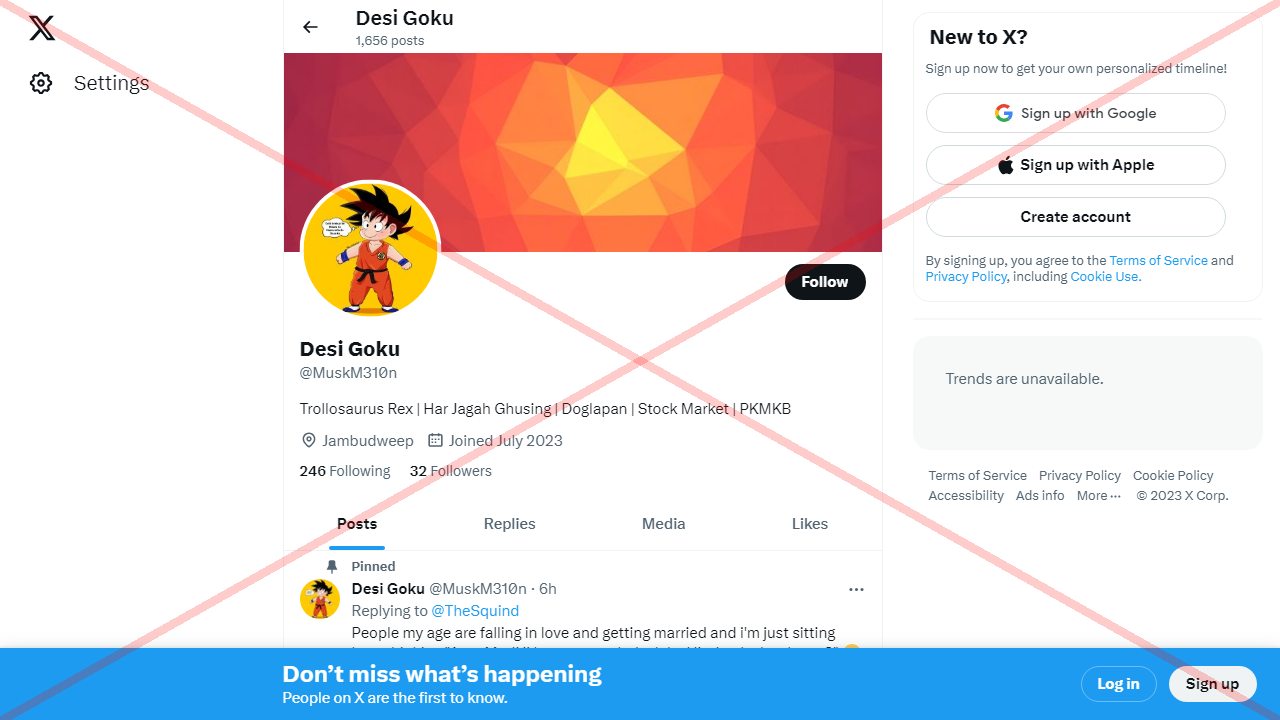 Desi Goku
1,656 posts
Settings
Follow
Desi Goku
@MuskM310n
Trollosaurus Rex | Har Jagah Ghusing | Doglapan | Stock Market | PKMKB
Jambudweep Joined July 2023
246 Following 32 Followers
Posts Replies Media Likes
Pinned
Desi Goku @MuskM310n · 6h
Replying to @TheSquind
People my age are falling in love and getting married and i'm just sitting
New to X?
Sign up now to get your own personalized timeline!
Sign up with Google
Sign up with Apple
Create account
By signing up, you agree to the Terms of Service and
Privacy Policy, including Cookie Use.
Trends are unavailable.
Terms of Service Privacy Policy Cookie Policy
Accessibility Ads info More ··· © 2023 X Corp.
Don’t miss what’s happening
People on X are the first to know.
Log in Sign up